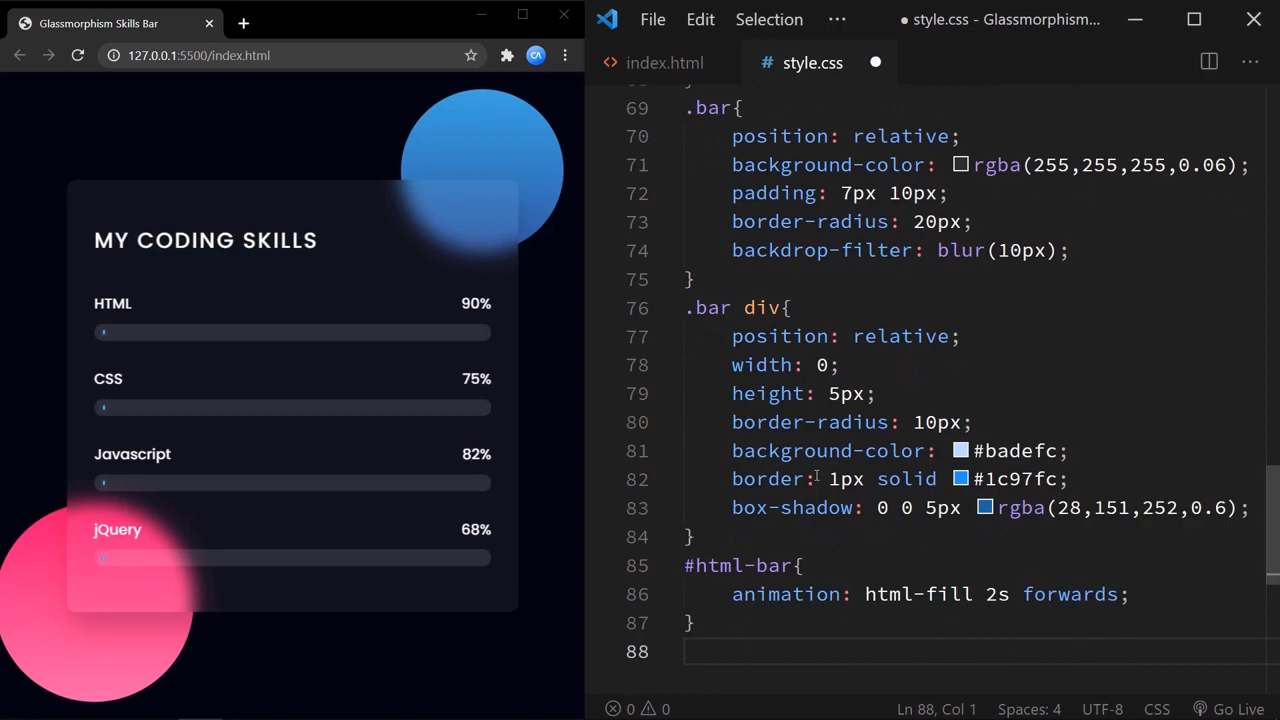 Glassmorphism Skills Bar
127.0.0.1:5500/index.html
CA
MY CODING SKILLS
HTML 90%
CSS 75%
Javascript 82%
jQuery 68%
File Edit Selection ··· ● style.css - Glassmorphism...
<> index.html # style.css ●
69 .bar{
70 position: relative;
71 background-color: rgba(255,255,255,0.06);
72 padding: 7px 10px;
73 border-radius: 20px;
74 backdrop-filter: blur(10px);
75 }
76 .bar div{
77 position: relative;
78 width: 0;
79 height: 5px;
80 border-radius: 10px;
81 background-color: #badefc;
82 border: 1px solid #1c97fc;
83 box-shadow: 0 0 5px rgba(28,151,252,0.6);
84 }
85 #html-bar{
86 animation: html-fill 2s forwards;
87 }
88
0 0 Ln 88, Col 1 Spaces: 4 UTF-8 CSS Go Live